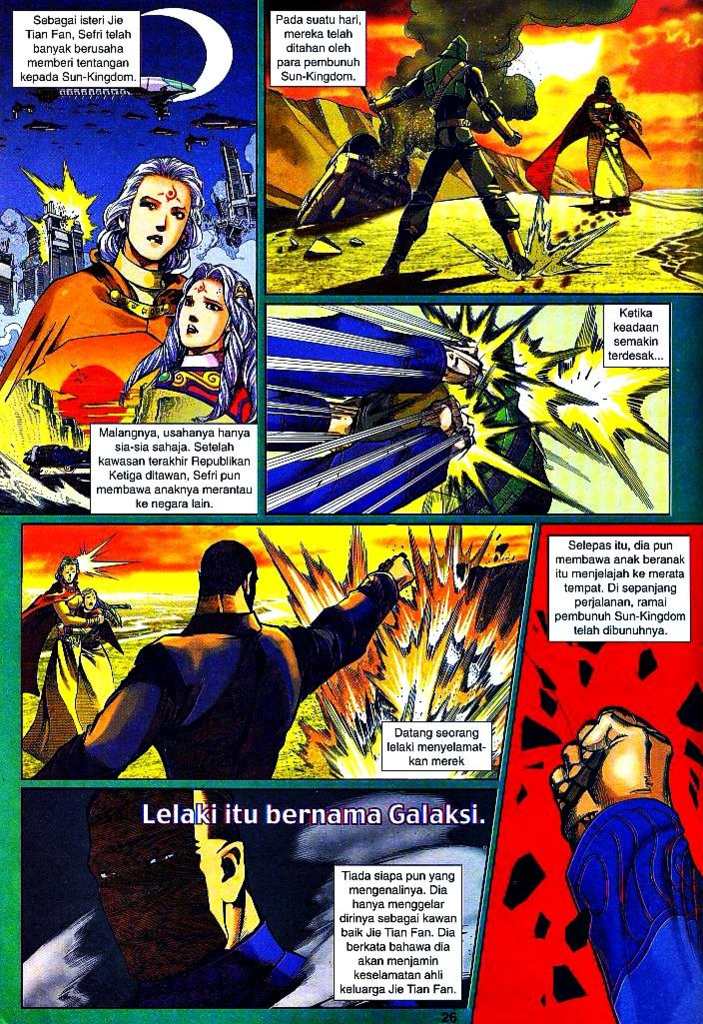 Sebagai isteri Jie
Tian Fan, Sefri telah
banyak berusaha
memberi tentangan
kepada Sun-Kingdom.
Malangnya, usahanya hanya
sia-sia sahaja. Setelah
kawasan terakhir Republikan
Ketiga ditawan, Sefri pun
membawa anaknya merantau
ke negara lain.
Pada suatu hari,
mereka telah
ditahan oleh
para pembunuh
Sun-Kingdom.
Ketika
keadaan
semakin
terdesak...
Datang seorang
lelaki menyelamat-
kan merek
Lelaki itu bernama Galaksi.
Tiada siapa pun yang
mengenalinya. Dia
hanya menggelar
dirinya sebagai kawan
baik Jie Tian Fan. Dia
berkata bahawa dia
akan menjamin
keselamatan ahli
keluarga Jie Tian Fan.
Selepas itu, dia pun
membawa anak beranak
itu menjelajah ke merata
tempat. Di sepanjang
perjalanan, ramai
pembunuh Sun-Kingdom
telah dibunuhnya.
26